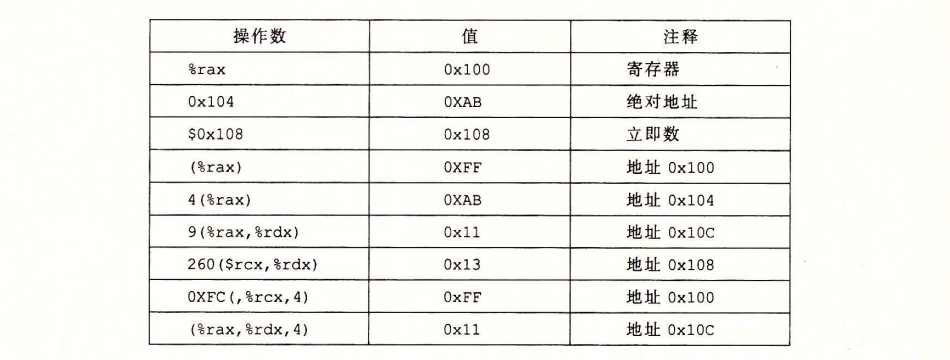 操作数 值 注释
%rax 0x100 寄存器
0x104 0XAB 绝对地址
$0x108 0x108 立即数
(%rax) 0XFF 地址 0x100
4(%rax) 0XAB 地址 0x104
9(%rax,%rdx) 0x11 地址 0x10C
260($rcx,%rdx) 0x13 地址 0x108
0XFC(,%rcx,4) 0xFF 地址 0x100
(%rax,%rdx,4) 0x11 地址 0x10C